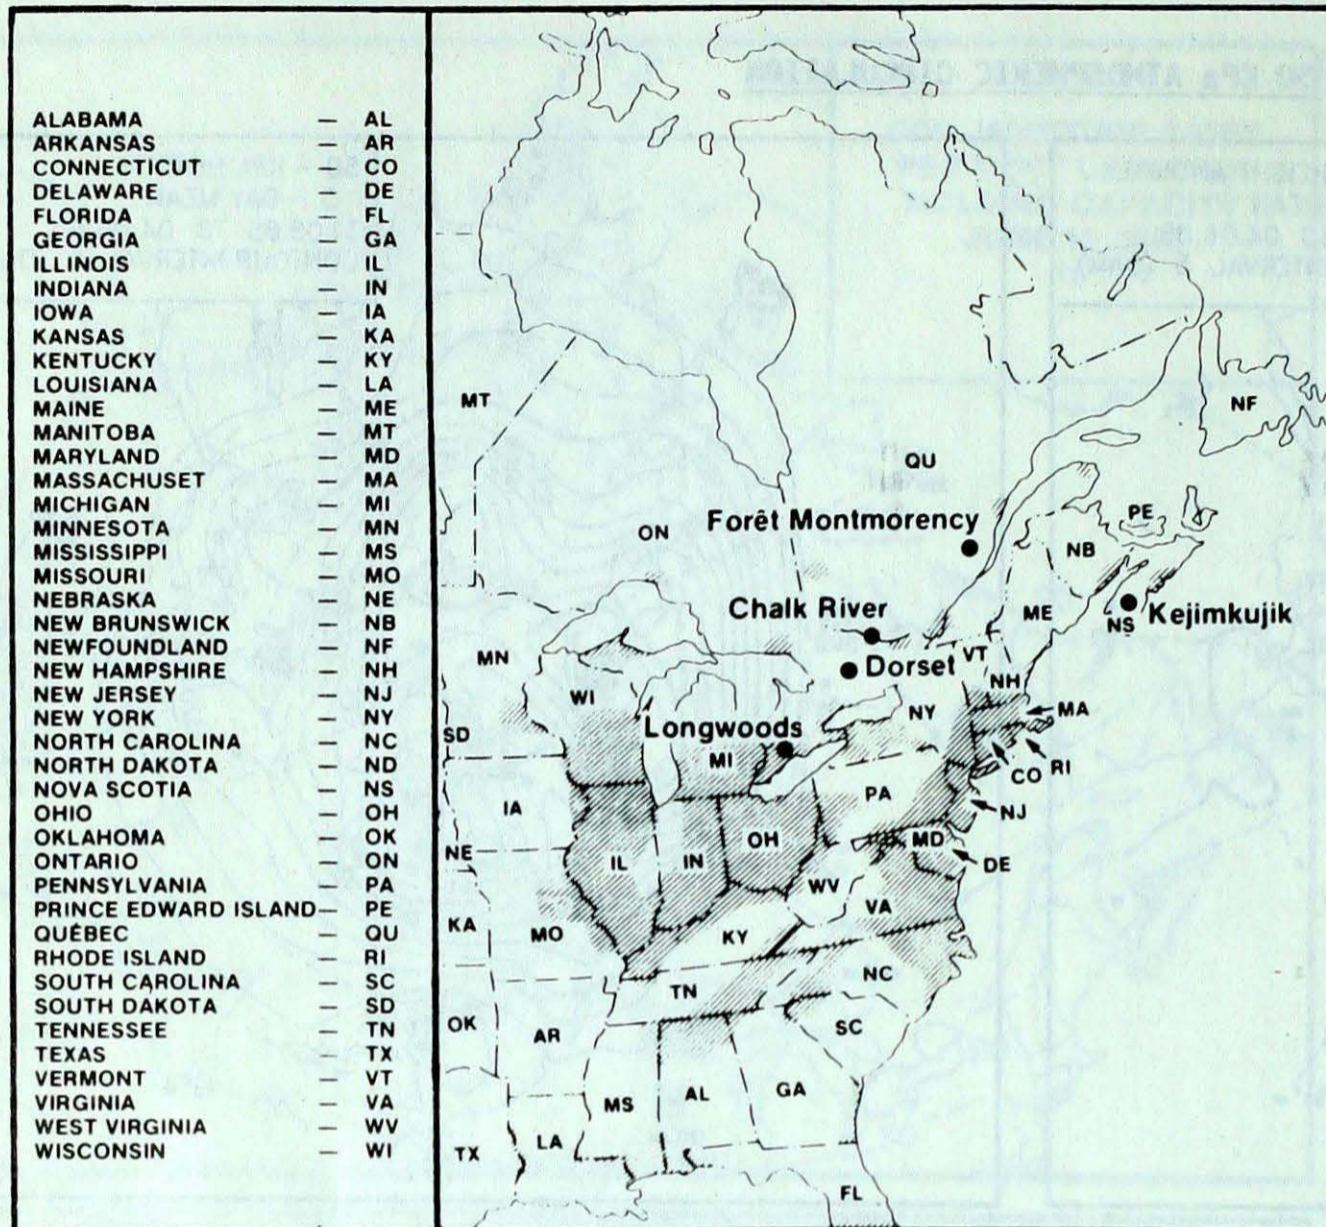 ALABAMA — AL
ARKANSAS — AR
CONNECTICUT — CO
DELAWARE — DE
FLORIDA — FL
GEORGIA — GA
ILLINOIS — IL
INDIANA — IN
IOWA — IA
KANSAS — KA
KENTUCKY — KY
LOUISIANA — LA
MAINE — ME
MANITOBA — MT
MARYLAND — MD
MASSACHUSET — MA
MICHIGAN — MI
MINNESOTA — MN
MISSISSIPPI — MS
MISSOURI — MO
NEBRASKA — NE
NEW BRUNSWICK — NB
NEWFOUNDLAND — NF
NEW HAMPSHIRE — NH
NEW JERSEY — NJ
NEW YORK — NY
NORTH CAROLINA — NC
NORTH DAKOTA — ND
NOVA SCOTIA — NS
OHIO — OH
OKLAHOMA — OK
ONTARIO — ON
PENNSYLVANIA — PA
PRINCE EDWARD ISLAND — PE
QUÉBEC — QU
RHODE ISLAND — RI
SOUTH CAROLINA — SC
SOUTH DAKOTA — SD
TENNESSEE — TN
TEXAS — TX
VERMONT — VT
VIRGINIA — VA
WEST VIRGINIA — WV
WISCONSIN — WI
MT
NF
QU
PE
Forêt Montmorency
ON
NB
Chalk River
ME
NS
Kejimkujik
MN
VT
Dorset
NH
WI
NY
MA
SD
Longwoods
MI
CO
RI
IA
PA
NJ
NE
IL
IN
OH
MD
DE
WV
VA
KA
MO
KY
TN
NC
OK
AR
SC
MS
AL
GA
LA
TX
FL